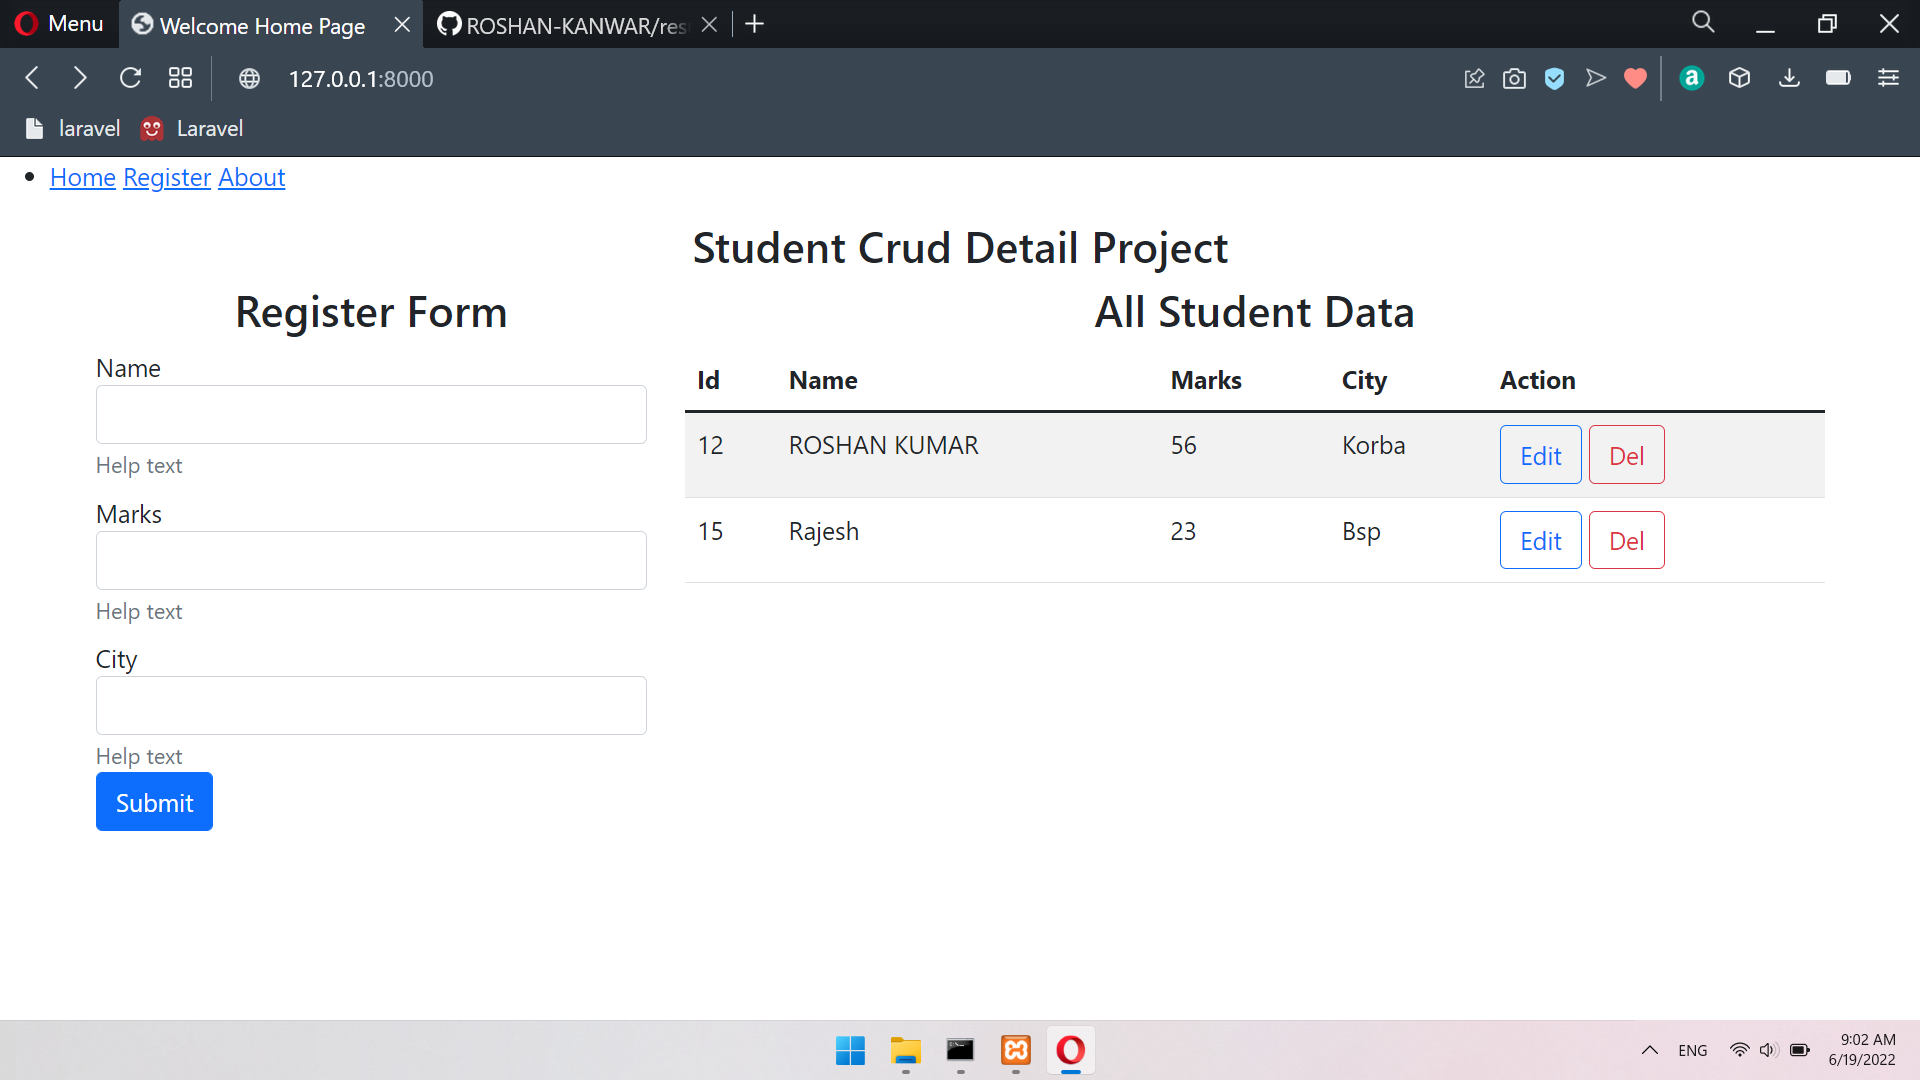 Menu
Welcome Home Page
ROSHAN-KANWAR/res
127.0.0.1:8000
laravel
Laravel
Home Register About
Student Crud Detail Project
Register Form
Name
Help text
Marks
Help text
City
Help text
Submit
All Student Data
Id Name Marks City Action
12 ROSHAN KUMAR 56 Korba Edit Del
15 Rajesh 23 Bsp Edit Del
ENG
9:02 AM
6/19/2022